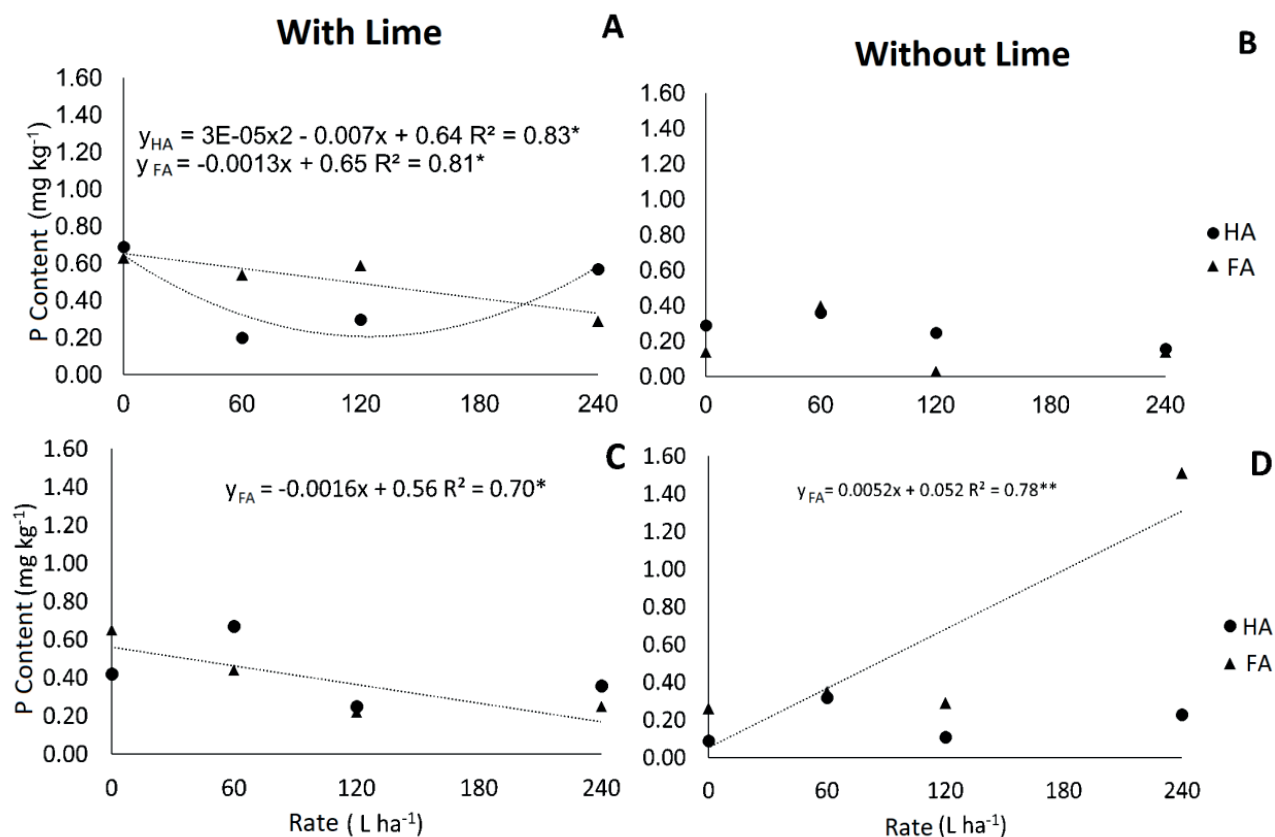 With Lime
A
1.60
1.40
1.20
1.00
0.80
0.60
0.40
0.20
0.00
P Content (mg kg⁻¹)
yHA = 3E-05x2 - 0.007x + 0.64 R² = 0.83*
y FA = -0.0013x + 0.65 R² = 0.81*
0 60 120 180 240
Without Lime
B
1.60
1.40
1.20
1.00
0.80
0.60
0.40
0.20
0.00
0 60 120 180 240
HA
FA
C
1.60
1.40
1.20
1.00
0.80
0.60
0.40
0.20
0.00
P Content (mg kg⁻¹)
yFA = -0.0016x + 0.56 R² = 0.70*
0 60 120 180 240
Rate ( L ha⁻¹)
D
1.60
1.40
1.20
1.00
0.80
0.60
0.40
0.20
0.00
yFA= 0.0052x + 0.052 R² = 0.78**
0 60 120 180 240
Rate (L ha⁻¹)
HA
FA